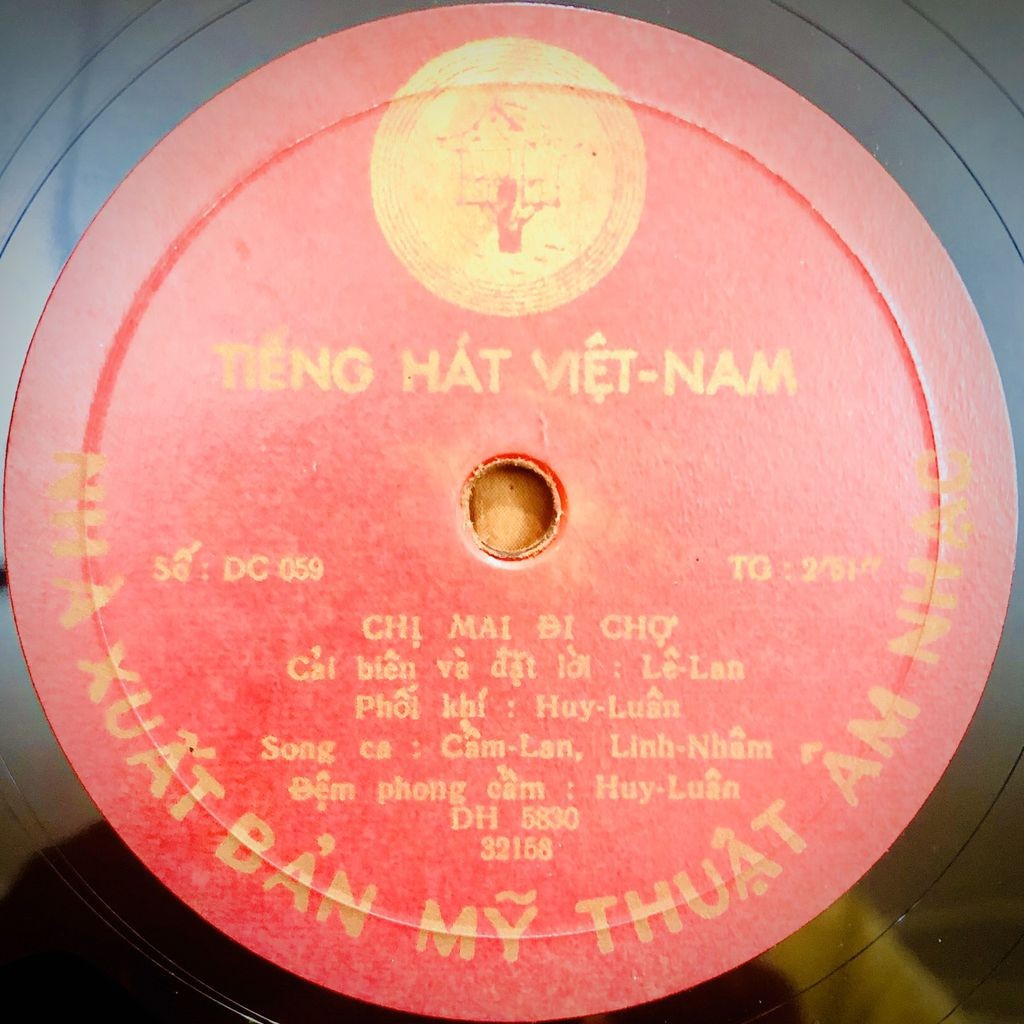 TIẾNG HÁT VIỆT-NAM
Số : DC 059
TG : 2/51"
CHỊ MAI ĐI CHỢ
Cải biên và đặt lời : Lê-Lan
Phối khí : Huy-Luân
Song ca : Cẩm-Lan, Linh-Nhâm
Đệm phong cầm : Huy-Luân
DH 5830
32158
NHÀ XUẤT BẢN MỸ THUẬT ÂM NHẠC